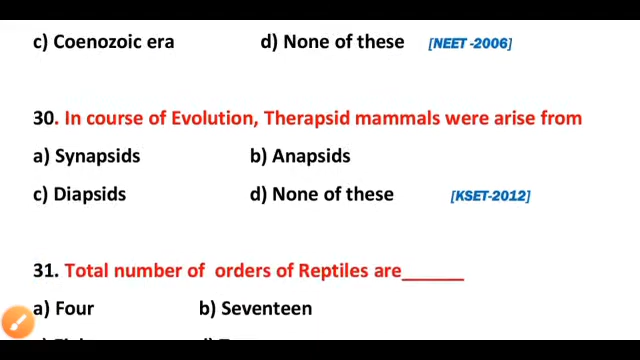 c) Coenozoic era d) None of these [NEET -2006]
30. In course of Evolution, Therapsid mammals were arise from
a) Synapsids b) Anapsids
c) Diapsids d) None of these [KSET-2012]
31. Total number of orders of Reptiles are______
a) Four b) Seventeen